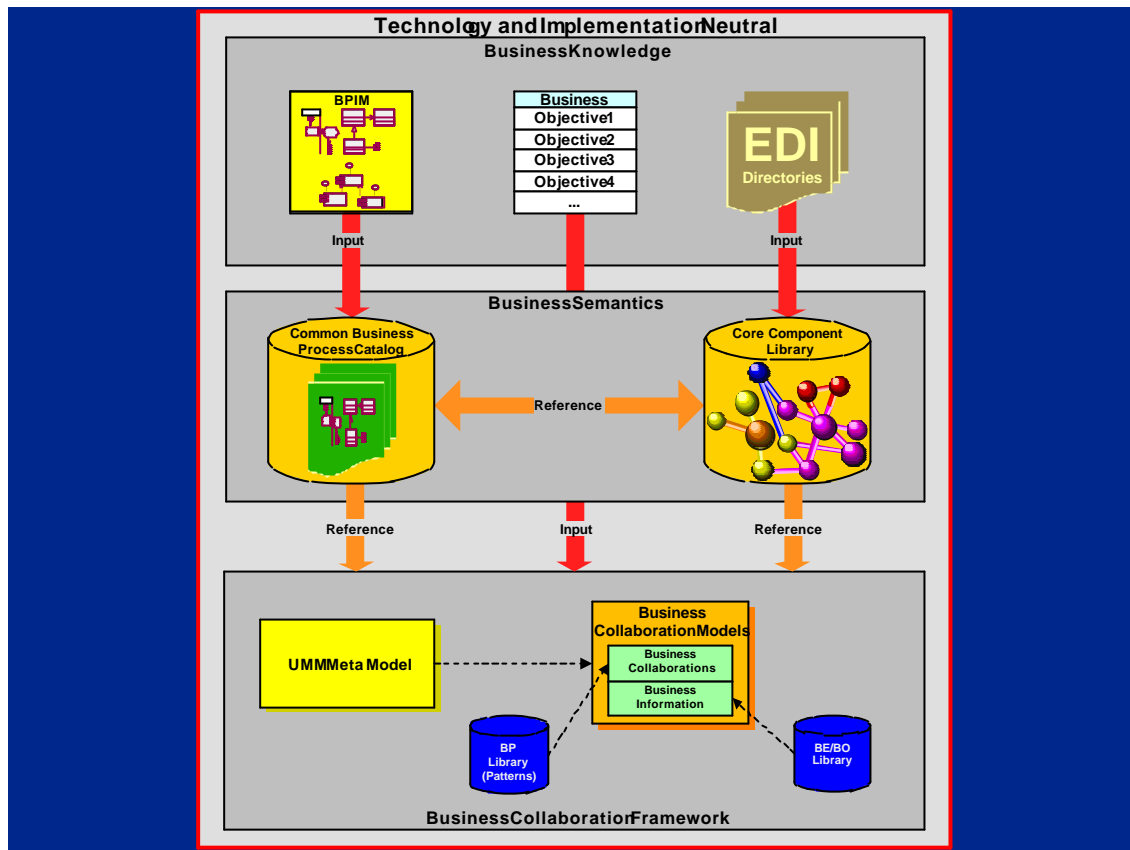 Technology and Implementation Neutral
Business Knowledge
BPIM
Business
Objective1
Objective2
Objective3
Objective4
...
EDI
Directories
Input
Input
Business Semantics
Common Business
Process Catalog
Core Component
Library
Reference
Reference
Input
Reference
Business
Collaboration Models
Business
Collaborations
Business
Information
UMM Meta Model
BP
Library
(Patterns)
BE/BO
Library
Business Collaboration Framework